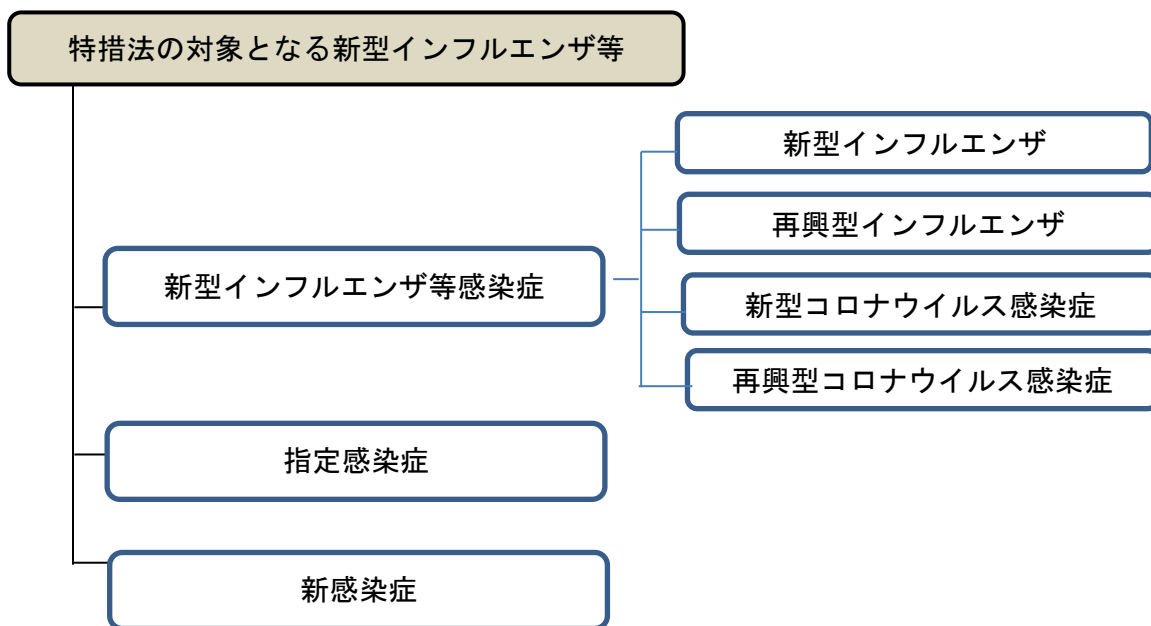 特措法の対象となる新型インフルエンザ等
新型インフルエンザ等感染症
新型インフルエンザ
再興型インフルエンザ
新型コロナウイルス感染症
再興型コロナウイルス感染症
指定感染症
新感染症